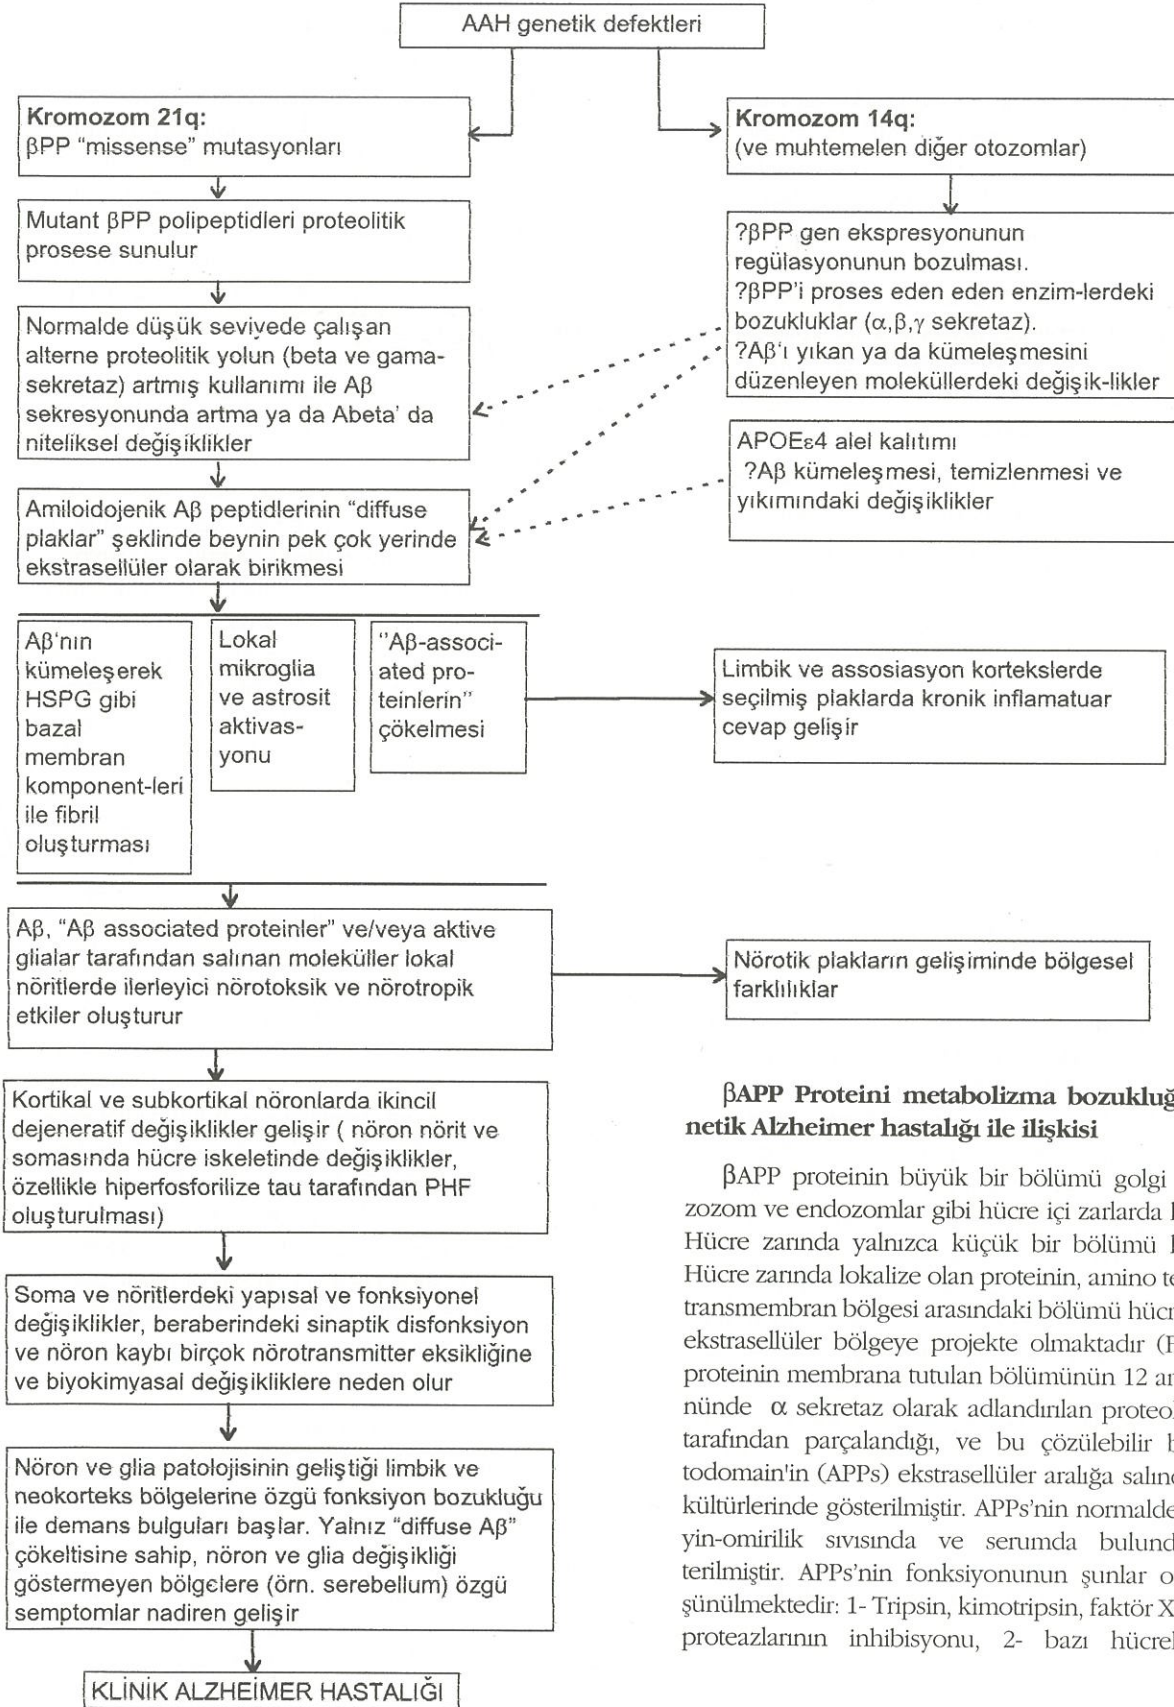 AAH genetik defektleri
Kromozom 21q:
βPP "missense" mutasyonları
Kromozom 14q:
(ve muhtemelen diğer otozomlar)
Mutant βPP polipeptidleri proteolitik
prosese sunulur
?βPP gen ekspresyonunun
regülasyonunun bozulması.
?βPP'i proses eden eden enzim-lerdeki
bozukluklar (α,β,γ sekretaz).
?Aβ'ı yıkan ya da kümeleşmesini
düzenleyen moleküllerdeki değişik-likler
Normalde düşük seviyede çalışan
alterne proteolitik yolun (beta ve gama-
sekretaz) artmış kullanımı ile Aβ
sekresyonunda artma ya da Abeta' da
niteliksel değişiklikler
APOEε4 alel kalıtımı
?Aβ kümeleşmesi, temizlenmesi ve
yıkımındaki değişiklikler
Amiloidojenik Aβ peptidlerinin "diffuse
plaklar" şeklinde beynin pek çok yerinde
ekstrasellüler olarak birikmesi
Aβ'nın
kümeleşerek
HSPG gibi
bazal
membran
komponent-leri
ile fibril
oluşturması
Lokal
mikroglia
ve astrosit
aktivas-
yonu
"Aβ-associ-
ated pro-
teinlerin"
çökelmesi
Limbik ve assosiasyon kortekslerde
seçilmiş plaklarda kronik inflamatuar
cevap gelişir
Aβ, "Aβ associated proteinler" ve/veya aktive
glialar tarafından salınan moleküller lokal
nöritlerde ilerleyici nörotoksik ve nörotropik
etkiler oluşturur
Nörotik plakların gelişiminde bölgesel
farklılıklar
Kortikal ve subkortikal nöronlarda ikincil
dejeneratif değişiklikler gelişir ( nöron nörit ve
somasında hücre iskeletinde değişiklikler,
özellikle hiperfosforilize tau tarafından PHF
oluşturulması)
Soma ve nöritlerdeki yapısal ve fonksiyonel
değişiklikler, beraberindeki sinaptik disfonksiyon
ve nöron kaybı birçok nörotransmitter eksikliğine
ve biyokimyasal değişikliklere neden olur
Nöron ve glia patolojisinin geliştiği limbik ve
neokorteks bölgelerine özgü fonksiyon bozukluğu
ile demans bulguları başlar. Yalnız "diffuse Aβ"
çökeltisine sahip, nöron ve glia değişikliği
göstermeyen bölgelere (örn. serebellum) özgü
semptomlar nadiren gelişir
KLİNİK ALZHEİMER HASTALIĞI
βAPP Proteini metabolizma bozukluğ
netik Alzheimer hastalığı ile ilişkisi
βAPP proteinin büyük bir bölümü golgi
zozom ve endozomlar gibi hücre içi zarlarda
Hücre zarında yalnızca küçük bir bölümü
Hücre zarında lokalize olan proteinin, amino te
transmembran bölgesi arasındaki bölümü hücr
ekstrasellüler bölgeye projekte olmaktadır (F
proteinin membrana tutulan bölümünün 12 ar
nünde α sekretaz olarak adlandırılan proteo
tarafından parçalandığı, ve bu çözülebilir b
todomain'in (APPs) ekstrasellüler aralığa salınd
kültürlerinde gösterilmiştir. APPs'nin normalde
yin-omirilik sıvısında ve serumda bulund
terilmiştir. APPs'nin fonksiyonunun şunlar o
şünülmektedir: 1- Tripsin, kimotripsin, faktör X
proteazlarının inhibisyonu, 2- bazı hücrel